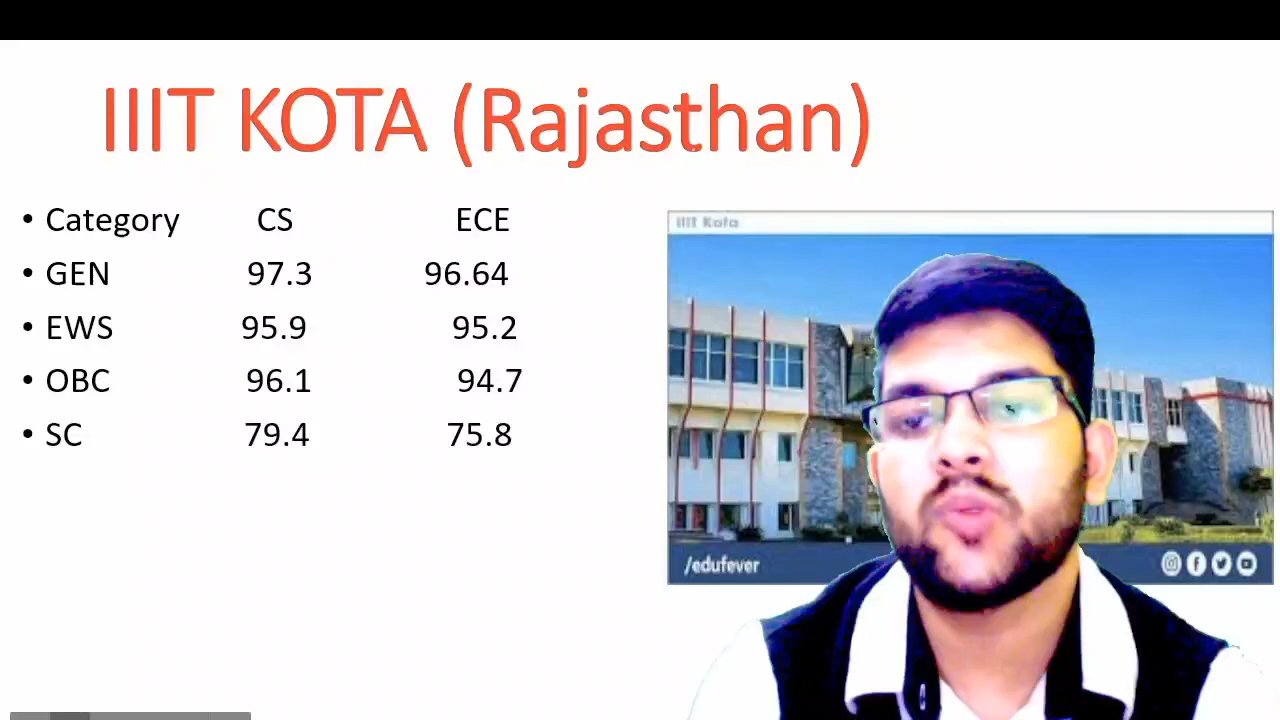 IIIT KOTA (Rajasthan)
• Category CS ECE
• GEN 97.3 96.64
• EWS 95.9 95.2
• OBC 96.1 94.7
• SC 79.4 75.8
IIIT Kota
/edufever